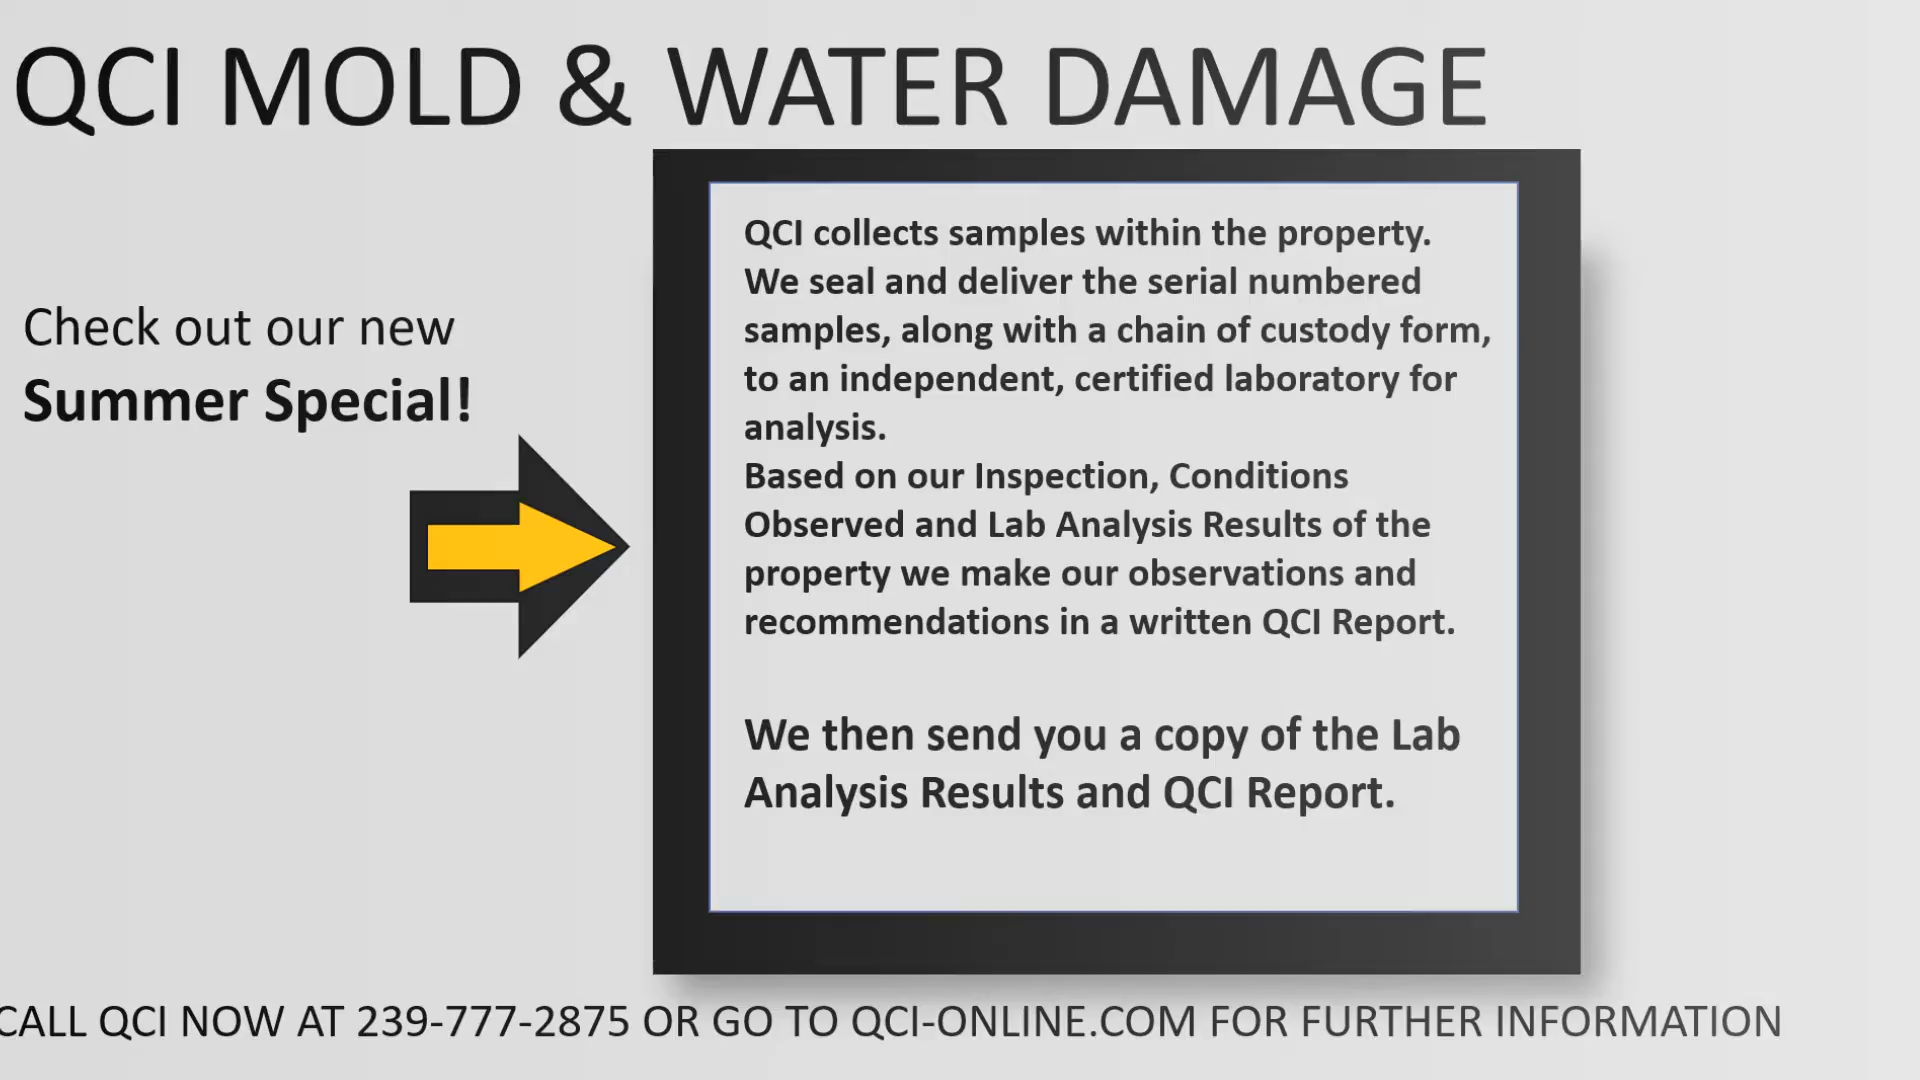 QCI MOLD & WATER DAMAGE
Check out our new
Summer Special!
QCI collects samples within the property.
We seal and deliver the serial numbered
samples, along with a chain of custody form,
to an independent, certified laboratory for
analysis.
Based on our Inspection, Conditions
Observed and Lab Analysis Results of the
property we make our observations and
recommendations in a written QCI Report.
We then send you a copy of the Lab
Analysis Results and QCI Report.
CALL QCI NOW AT 239-777-2875 OR GO TO QCI-ONLINE.COM FOR FURTHER INFORMATION